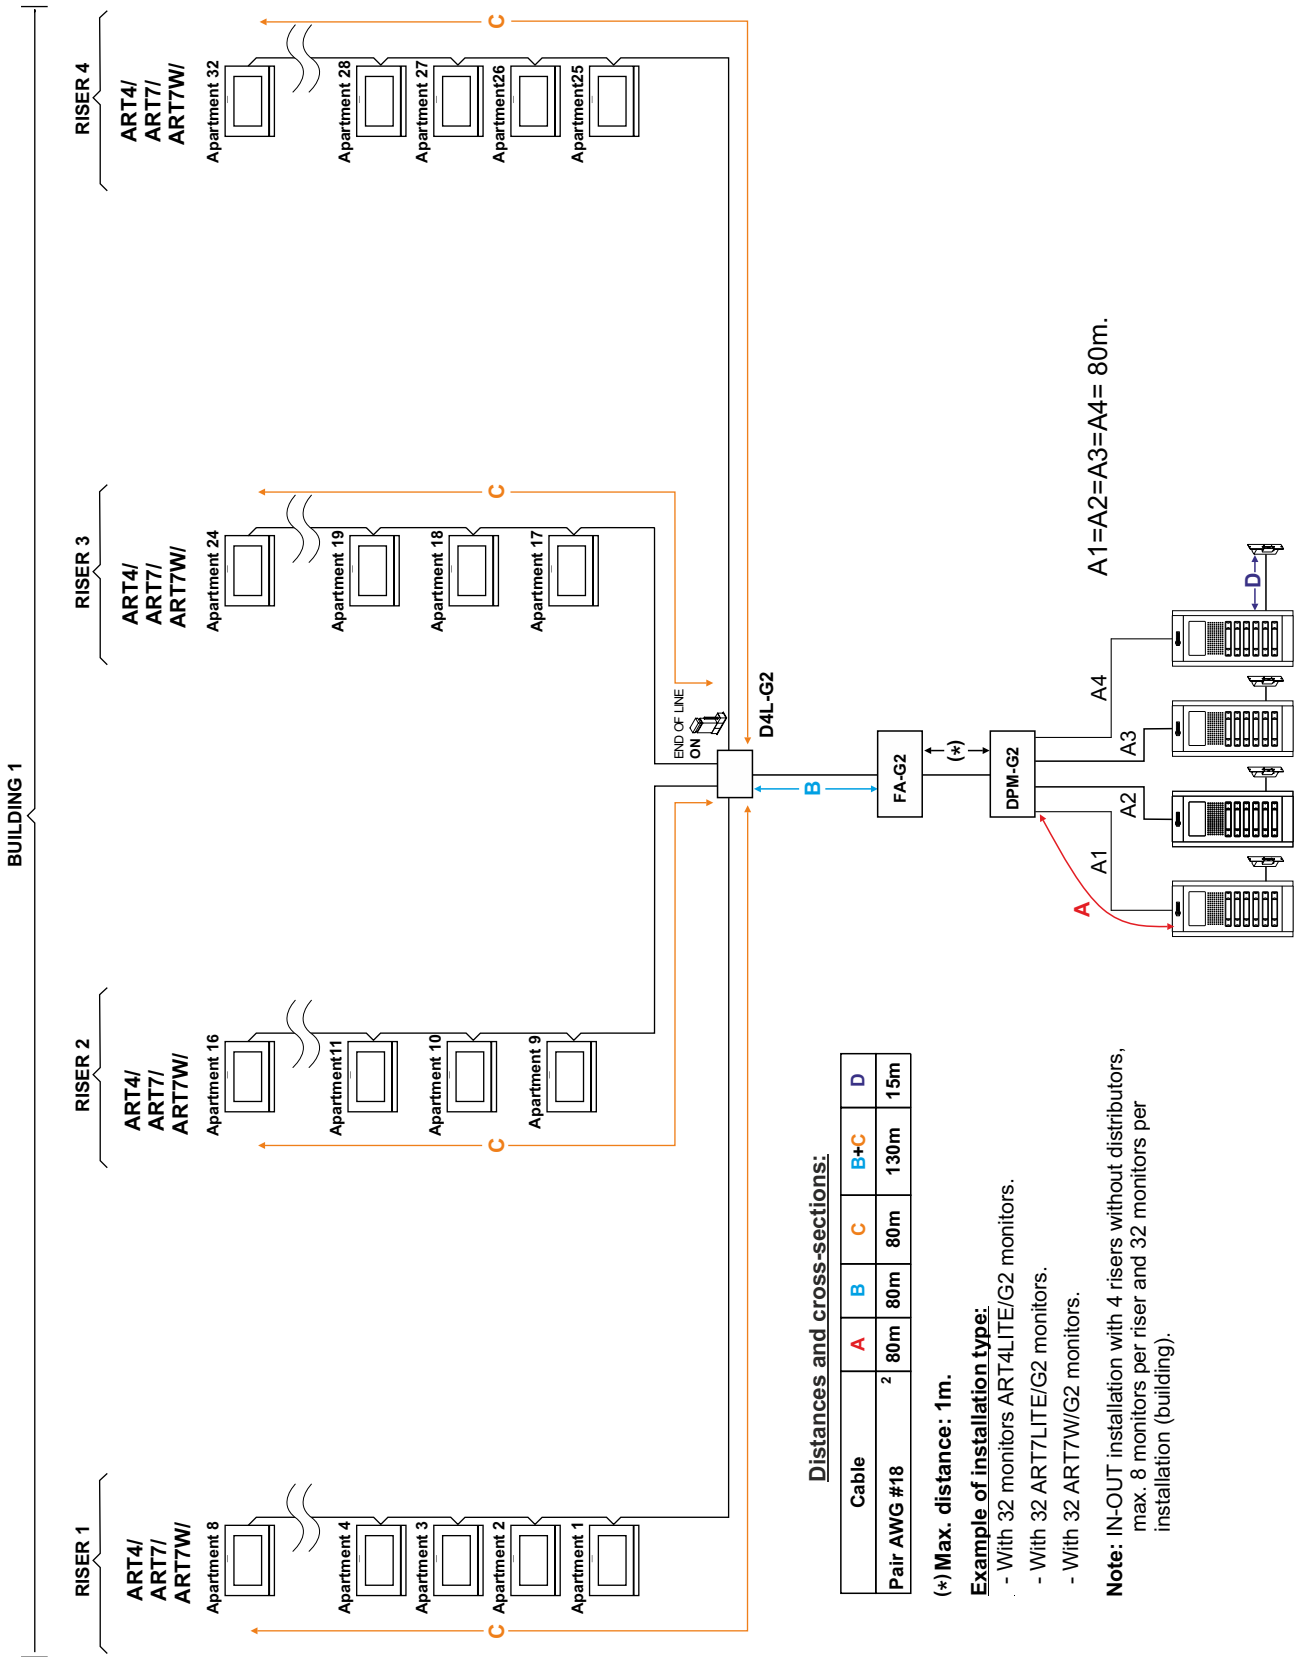 BUILDING 1
RISER 1
ART4/
ART7/
ART7W/
Apartment 8
Apartment 4
Apartment 3
Apartment 2
Apartment 1
C
RISER 2
ART4/
ART7/
ART7W/
Apartment 16
Apartment11
Apartment 10
Apartment 9
C
RISER 3
ART4/
ART7/
ART7W/
Apartment 24
Apartment 19
Apartment 18
Apartment 17
C
RISER 4
ART4/
ART7/
ART7W/
Apartment 32
Apartment 28
Apartment 27
Apartment26
Apartment25
C
END OF LINE
ON
D4L-G2
B
FA-G2
(*)
DPM-G2
A
A1
A2
A3
A4
D
A1=A2=A3=A4= 80m.
Distances and cross-sections:
Cable A B C B+C D
Pair AWG #18 2 80m 80m 80m 130m 15m
(*) Max. distance: 1m.
Example of installation type:
- With 32 monitors ART4LITE/G2 monitors.
- With 32 ART7LITE/G2 monitors.
- With 32 ART7W/G2 monitors.
Note: IN-OUT installation with 4 risers without distributors,
max. 8 monitors per riser and 32 monitors per
installation (building).